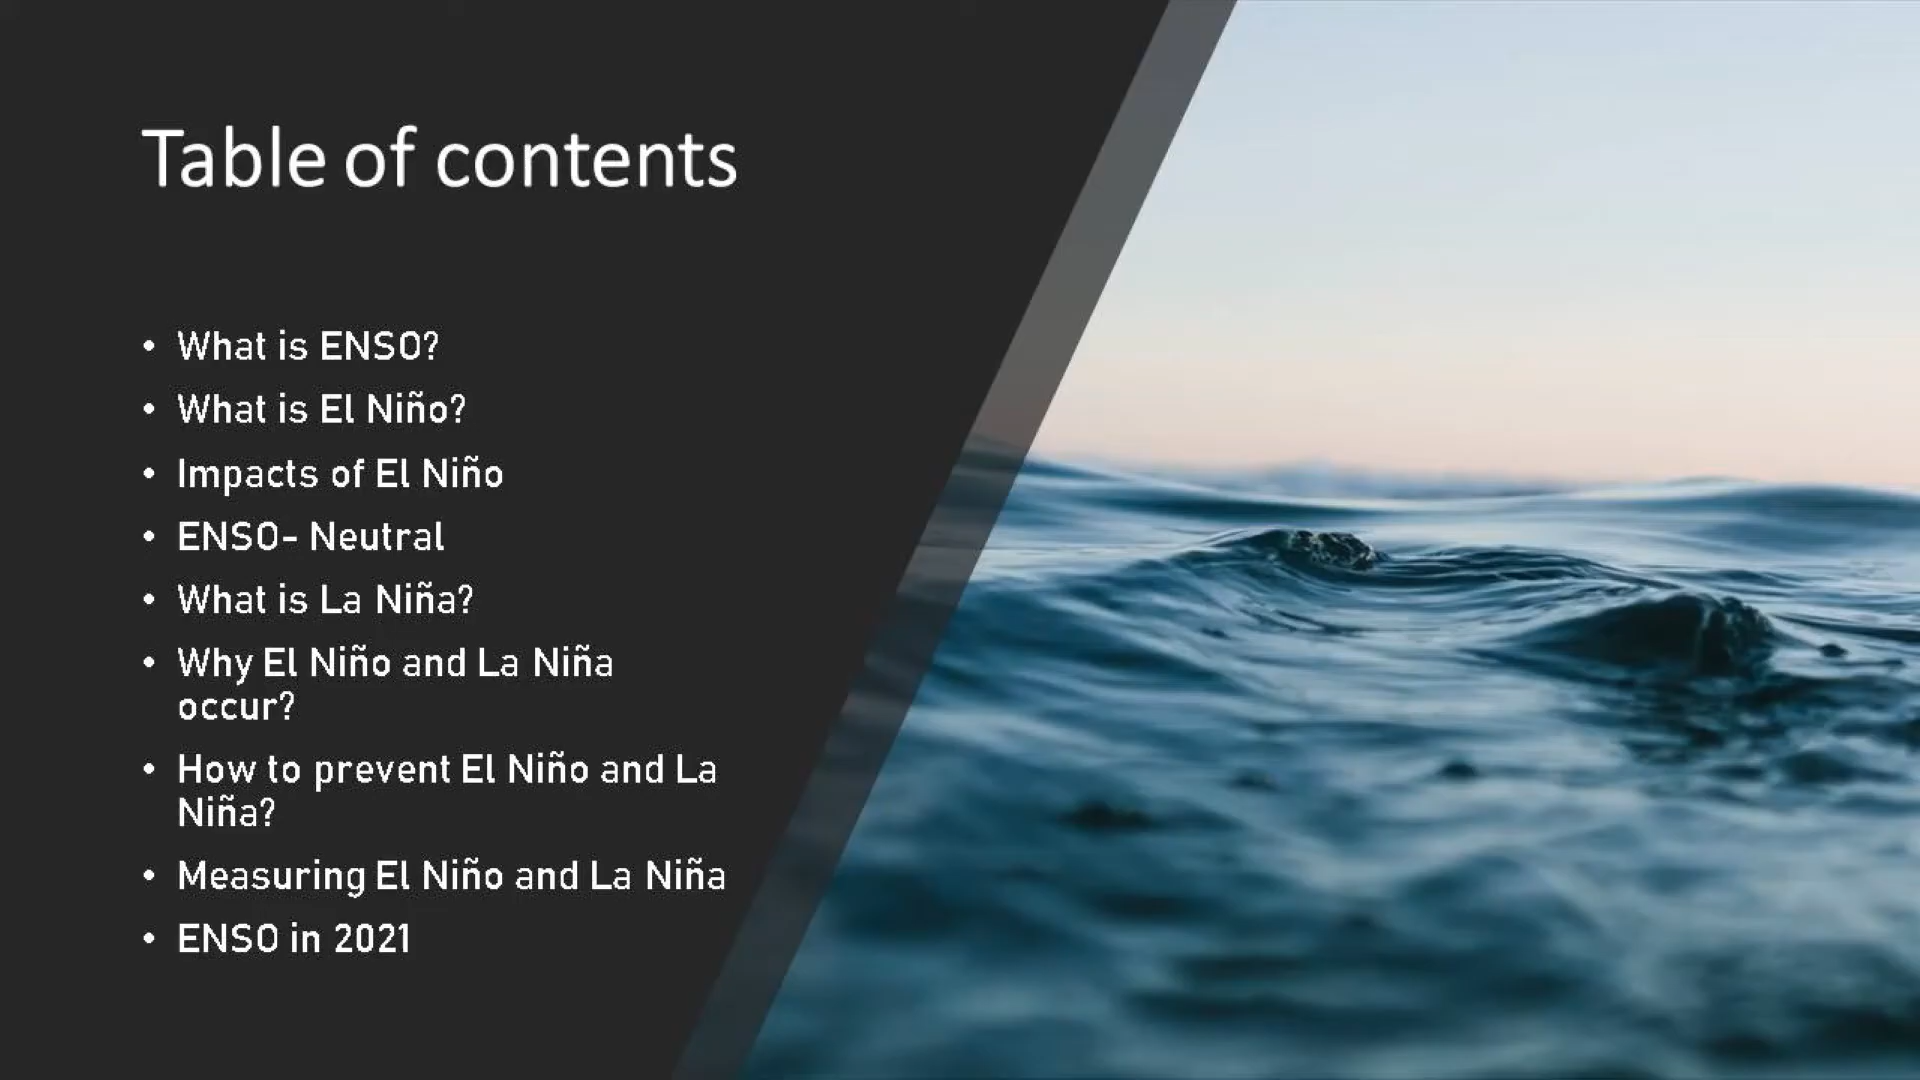 Table of contents
• What is ENSO?
• What is El Niño?
• Impacts of El Niño
• ENSO- Neutral
• What is La Niña?
• Why El Niño and La Niña
occur?
• How to prevent El Niño and La
Niña?
• Measuring El Niño and La Niña
• ENSO in 2021